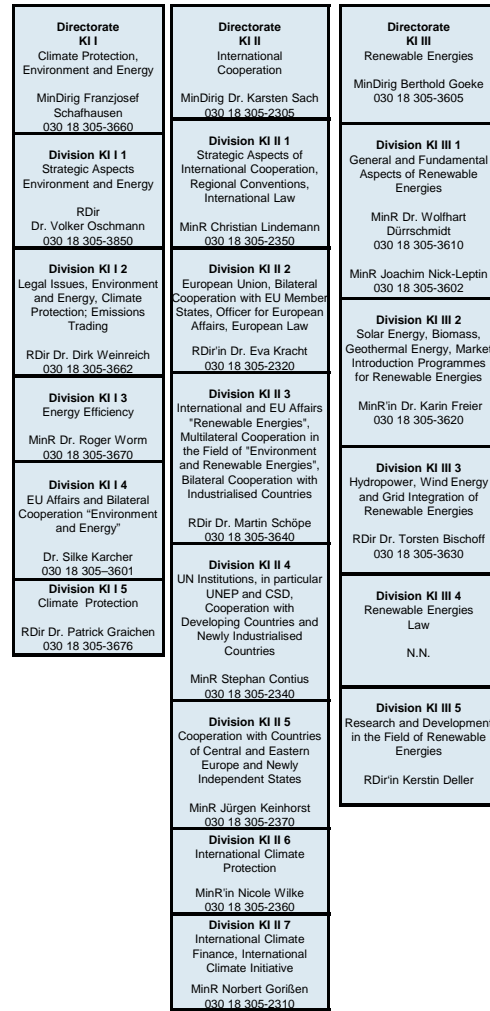 Directorate
KI I
Climate Protection,
Environment and Energy
MinDirig Franzjosef
Schafhausen
030 18 305-3660
Division KI I 1
Strategic Aspects
Environment and Energy
RDir
Dr. Volker Oschmann
030 18 305-3850
Division KI I 2
Legal Issues, Environment
and Energy, Climate
Protection; Emissions
Trading
RDir Dr. Dirk Weinreich
030 18 305-3662
Division KI I 3
Energy Efficiency
MinR Dr. Roger Worm
030 18 305-3670
Division KI I 4
EU Affairs and Bilateral
Cooperation “Environment
and Energy”
Dr. Silke Karcher
030 18 305–3601
Division KI I 5
Climate Protection
RDir Dr. Patrick Graichen
030 18 305-3676
Directorate
KI II
International
Cooperation
MinDirig Dr. Karsten Sach
030 18 305-2305
Division KI II 1
Strategic Aspects of
International Cooperation,
Regional Conventions,
International Law
MinR Christian Lindemann
030 18 305-2350
Division KI II 2
European Union, Bilateral
Cooperation with EU Member
States, Officer for European
Affairs, European Law
RDir'in Dr. Eva Kracht
030 18 305-2320
Division KI II 3
International and EU Affairs
"Renewable Energies",
Multilateral Cooperation in
the Field of "Environment
and Renewable Energies",
Bilateral Cooperation with
Industrialised Countries
RDir Dr. Martin Schöpe
030 18 305-3640
Division KI II 4
UN Institutions, in particular
UNEP and CSD,
Cooperation with
Developing Countries and
Newly Industrialised
Countries
MinR Stephan Contius
030 18 305-2340
Division KI II 5
Cooperation with Countries
of Central and Eastern
Europe and Newly
Independent States
MinR Jürgen Keinhorst
030 18 305-2370
Division KI II 6
International Climate
Protection
MinR'in Nicole Wilke
030 18 305-2360
Division KI II 7
International Climate
Finance, International
Climate Initiative
MinR Norbert Gorißen
030 18 305-2310
Directorate
KI III
Renewable Energies
MinDirig Berthold Goeke
030 18 305-3605
Division KI III 1
General and Fundamental
Aspects of Renewable
Energies
MinR Dr. Wolfhart
Dürrschmidt
030 18 305-3610
MinR Joachim Nick-Leptin
030 18 305-3602
Division KI III 2
Solar Energy, Biomass,
Geothermal Energy, Market
Introduction Programmes
for Renewable Energies
MinR'in Dr. Karin Freier
030 18 305-3620
Division KI III 3
Hydropower, Wind Energy
and Grid Integration of
Renewable Energies
RDir Dr. Torsten Bischoff
030 18 305-3630
Division KI III 4
Renewable Energies
Law
N.N.
Division KI III 5
Research and Development
in the Field of Renewable
Energies
RDir'in Kerstin Deller